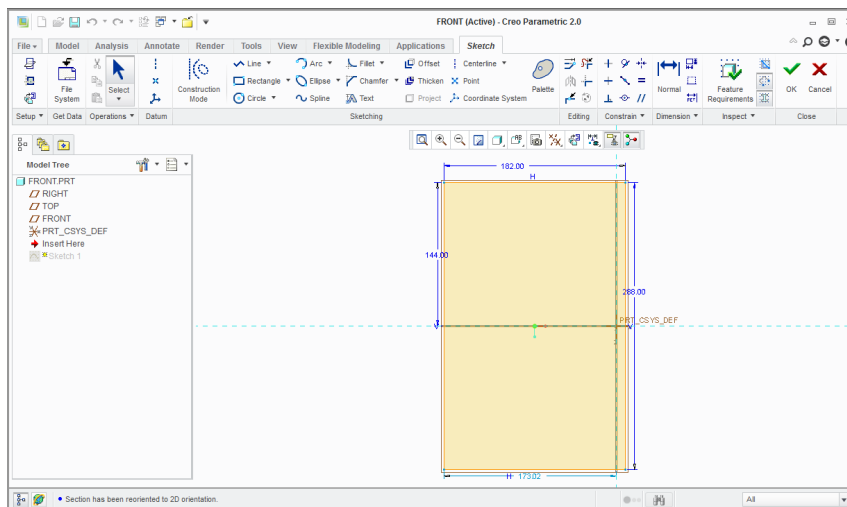 FRONT (Active) - Creo Parametric 2.0
File Model Analysis Annotate Render Tools View Flexible Modeling Applications Sketch
Line Arc Fillet Offset Centerline
Rectangle Ellipse Chamfer Thicken Point
Circle Spline Text Project Coordinate System
File System
Select
Construction Mode
Palette
Normal
Feature Requirements
OK Cancel
Setup Get Data Operations Datum Sketching Editing Constrain Dimension Inspect Close
Model Tree
FRONT.PRT
RIGHT
TOP
FRONT
PRT_CSYS_DEF
Insert Here
Sketch 1
182.00
H
144.00
288.00
PRT_CSYS_DEF
V
V
H 173.02
Section has been reoriented to 2D orientation.
All